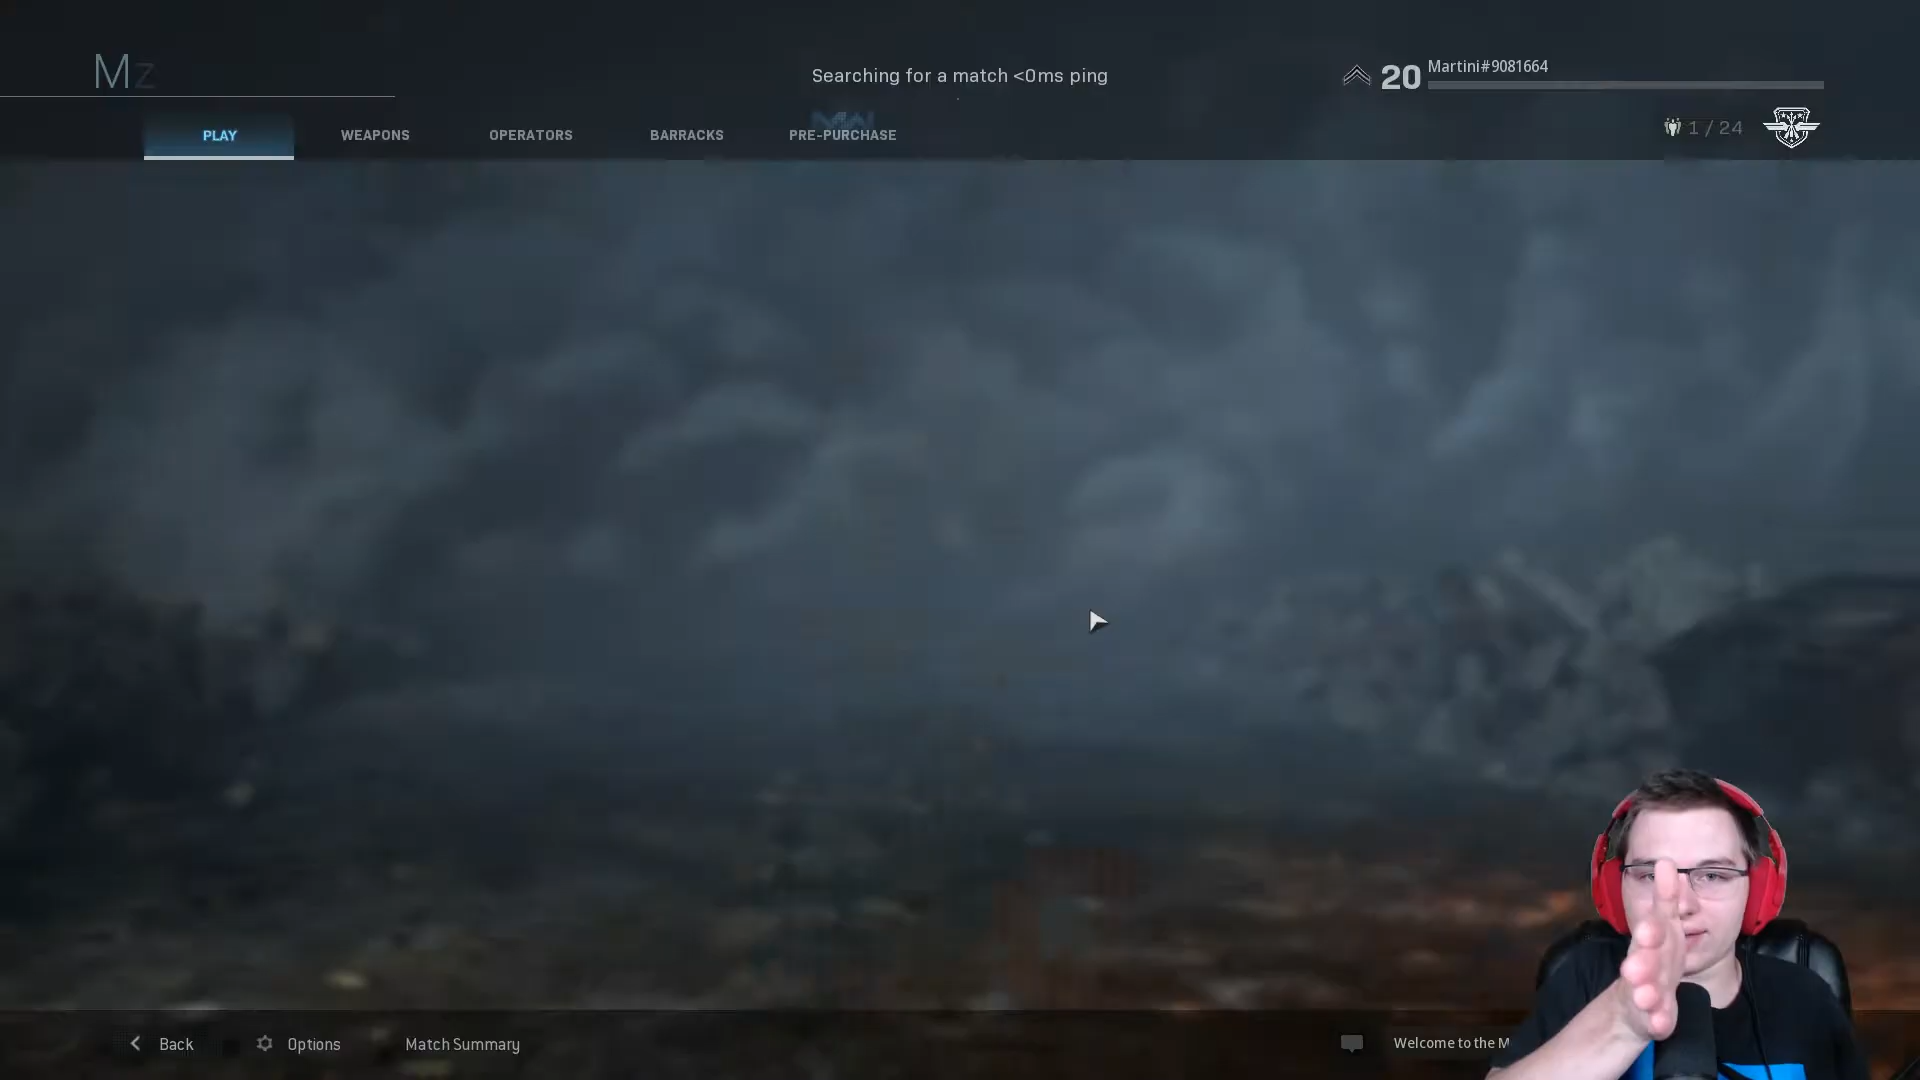 Mz
Searching for a match <0ms ping
20
Martini#9081664
PLAY
WEAPONS
OPERATORS
BARRACKS
PRE-PURCHASE
1 / 24
Back
Options
Match Summary
Welcome to the M